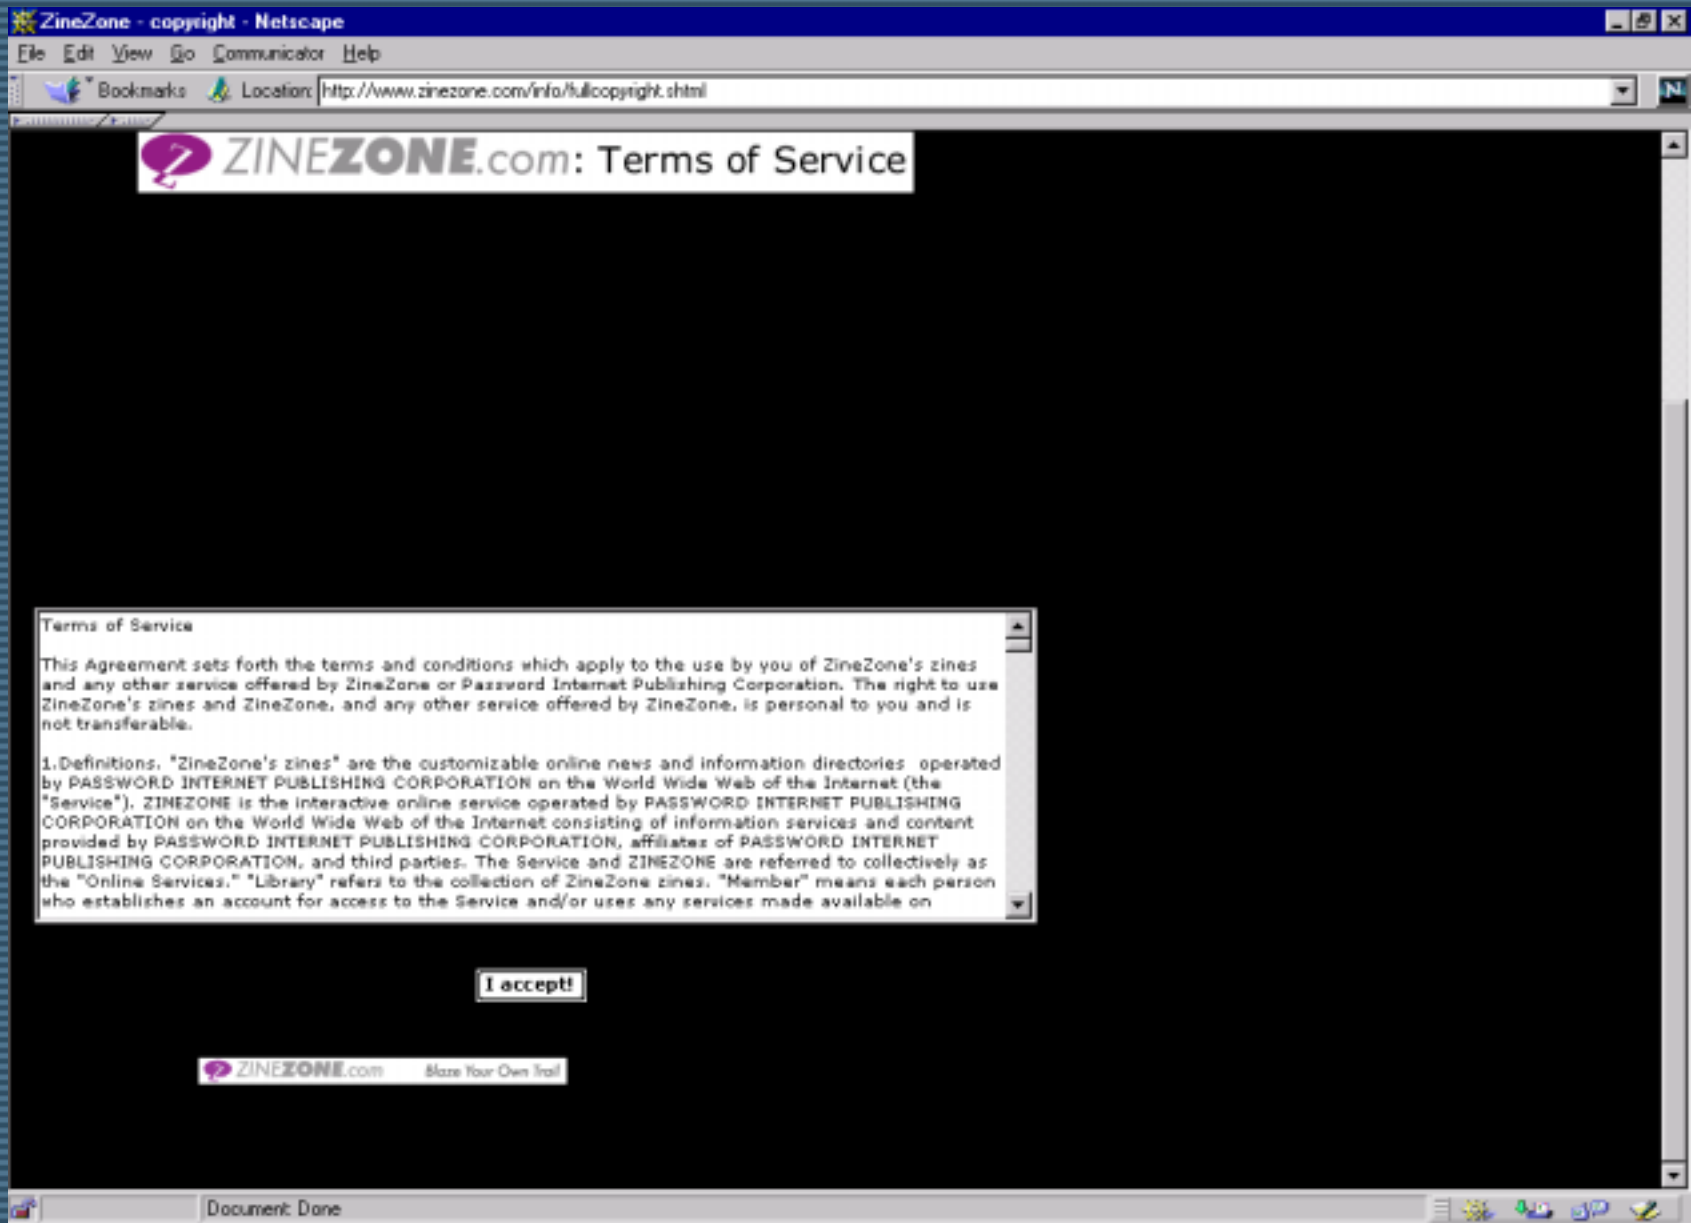 ZineZone - copyright - Netscape
File Edit View Go Communicator Help
Bookmarks Location: http://www.zinezone.com/info/fullcopyright.shtml
N
ZINEZONE.com: Terms of Service
Terms of Service
This Agreement sets forth the terms and conditions which apply to the use by you of ZineZone's zines
and any other service offered by ZineZone or Password Internet Publishing Corporation. The right to use
ZineZone's zines and ZineZone, and any other service offered by ZineZone, is personal to you and is
not transferable.
1.Definitions. "ZineZone's zines" are the customizable online news and information directories operated
by PASSWORD INTERNET PUBLISHING CORPORATION on the World Wide Web of the Internet (the
"Service"). ZINEZONE is the interactive online service operated by PASSWORD INTERNET PUBLISHING
CORPORATION on the World Wide Web of the Internet consisting of information services and content
provided by PASSWORD INTERNET PUBLISHING CORPORATION, affiliates of PASSWORD INTERNET
PUBLISHING CORPORATION, and third parties. The Service and ZINEZONE are referred to collectively as
the "Online Services." "Library" refers to the collection of ZineZone zines. "Member" means each person
who establishes an account for access to the Service and/or uses any services made available on
I accept!
ZINEZONE.com Blaze Your Own Trail
Document: Done